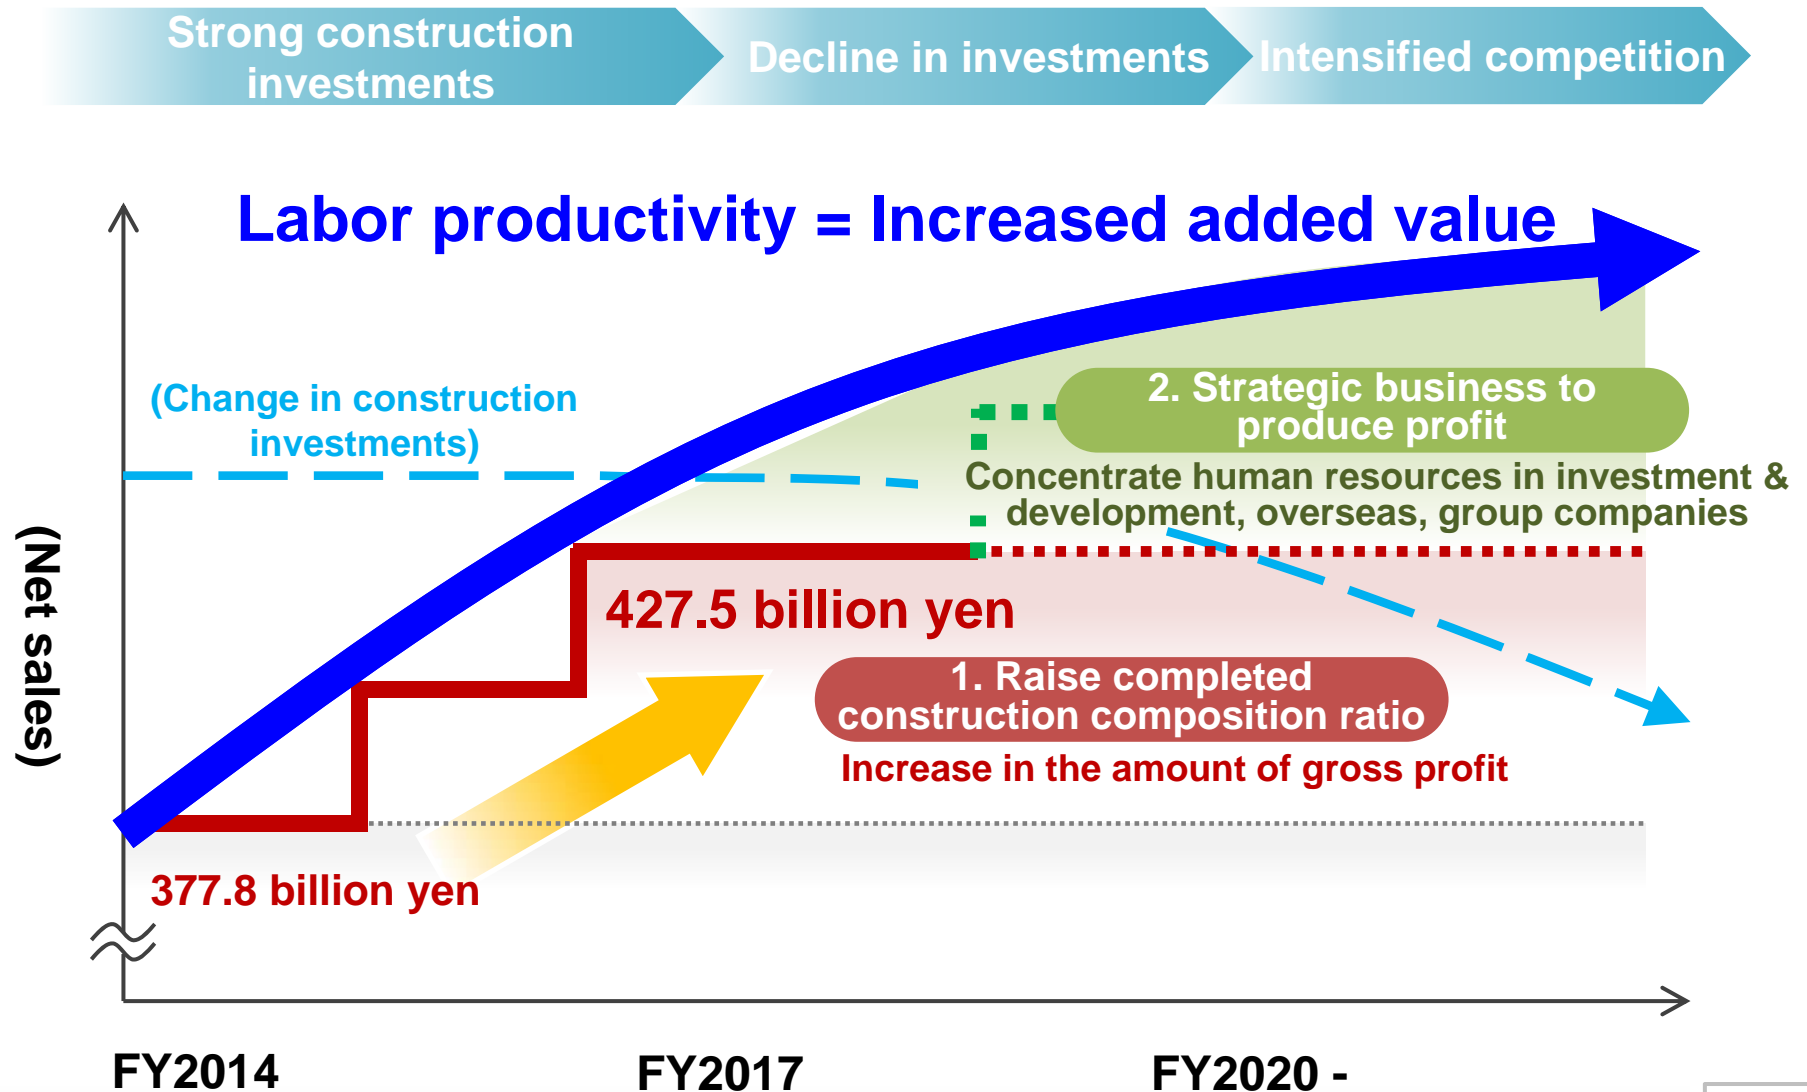 Strong construction
investments
Decline in investments
Intensified competition
Labor productivity = Increased added value
(Change in construction
investments)
2. Strategic business to
produce profit
Concentrate human resources in investment &
development, overseas, group companies
(Net sales)
427.5 billion yen
1. Raise completed
construction composition ratio
Increase in the amount of gross profit
377.8 billion yen
FY2014
FY2017
FY2020 -